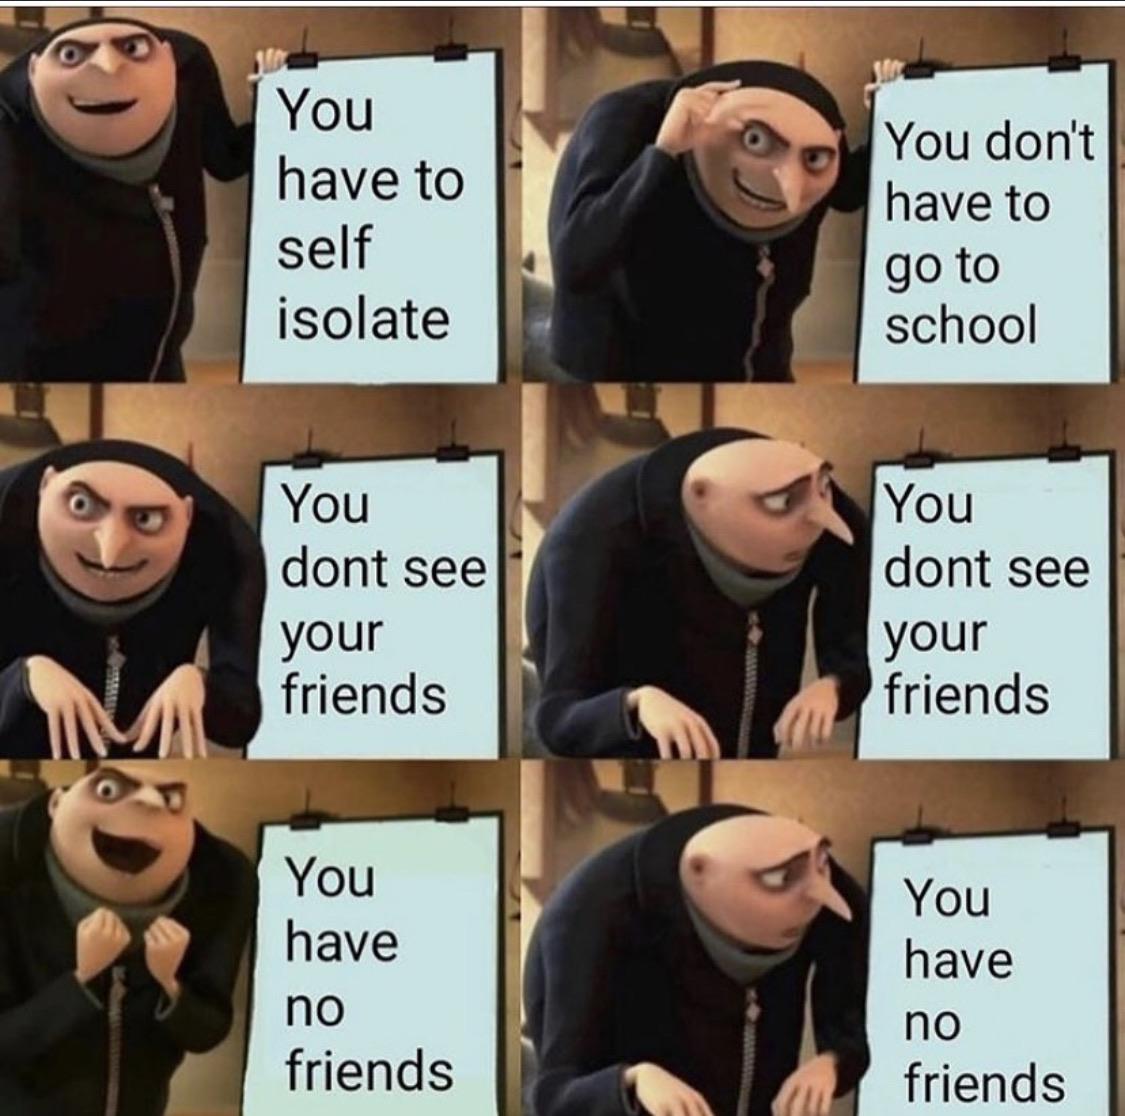 You
have to
self
isolate
You don't
have to
go to
school
You
dont see
your
friends
You
dont see
your
friends
You
have
no
friends
You
have
no
friends